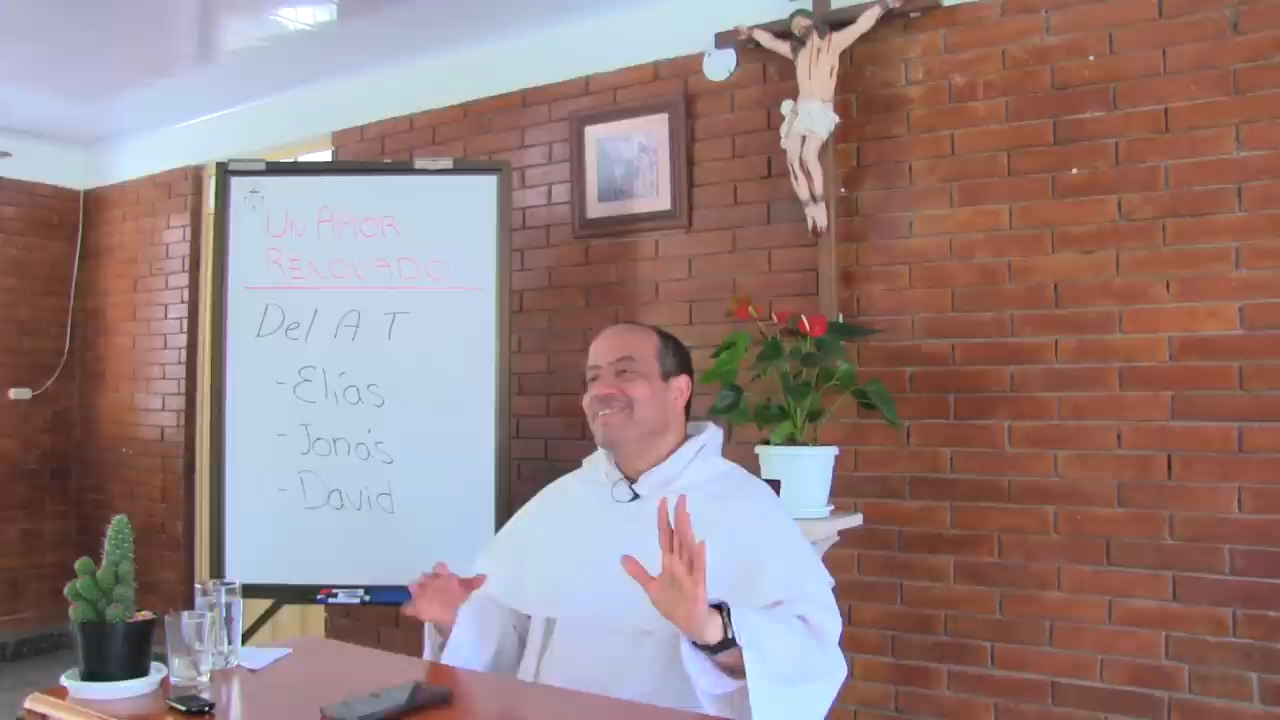 UN AMOR
RENOVADO
Del A T.
- Elías
- Jonás
- David